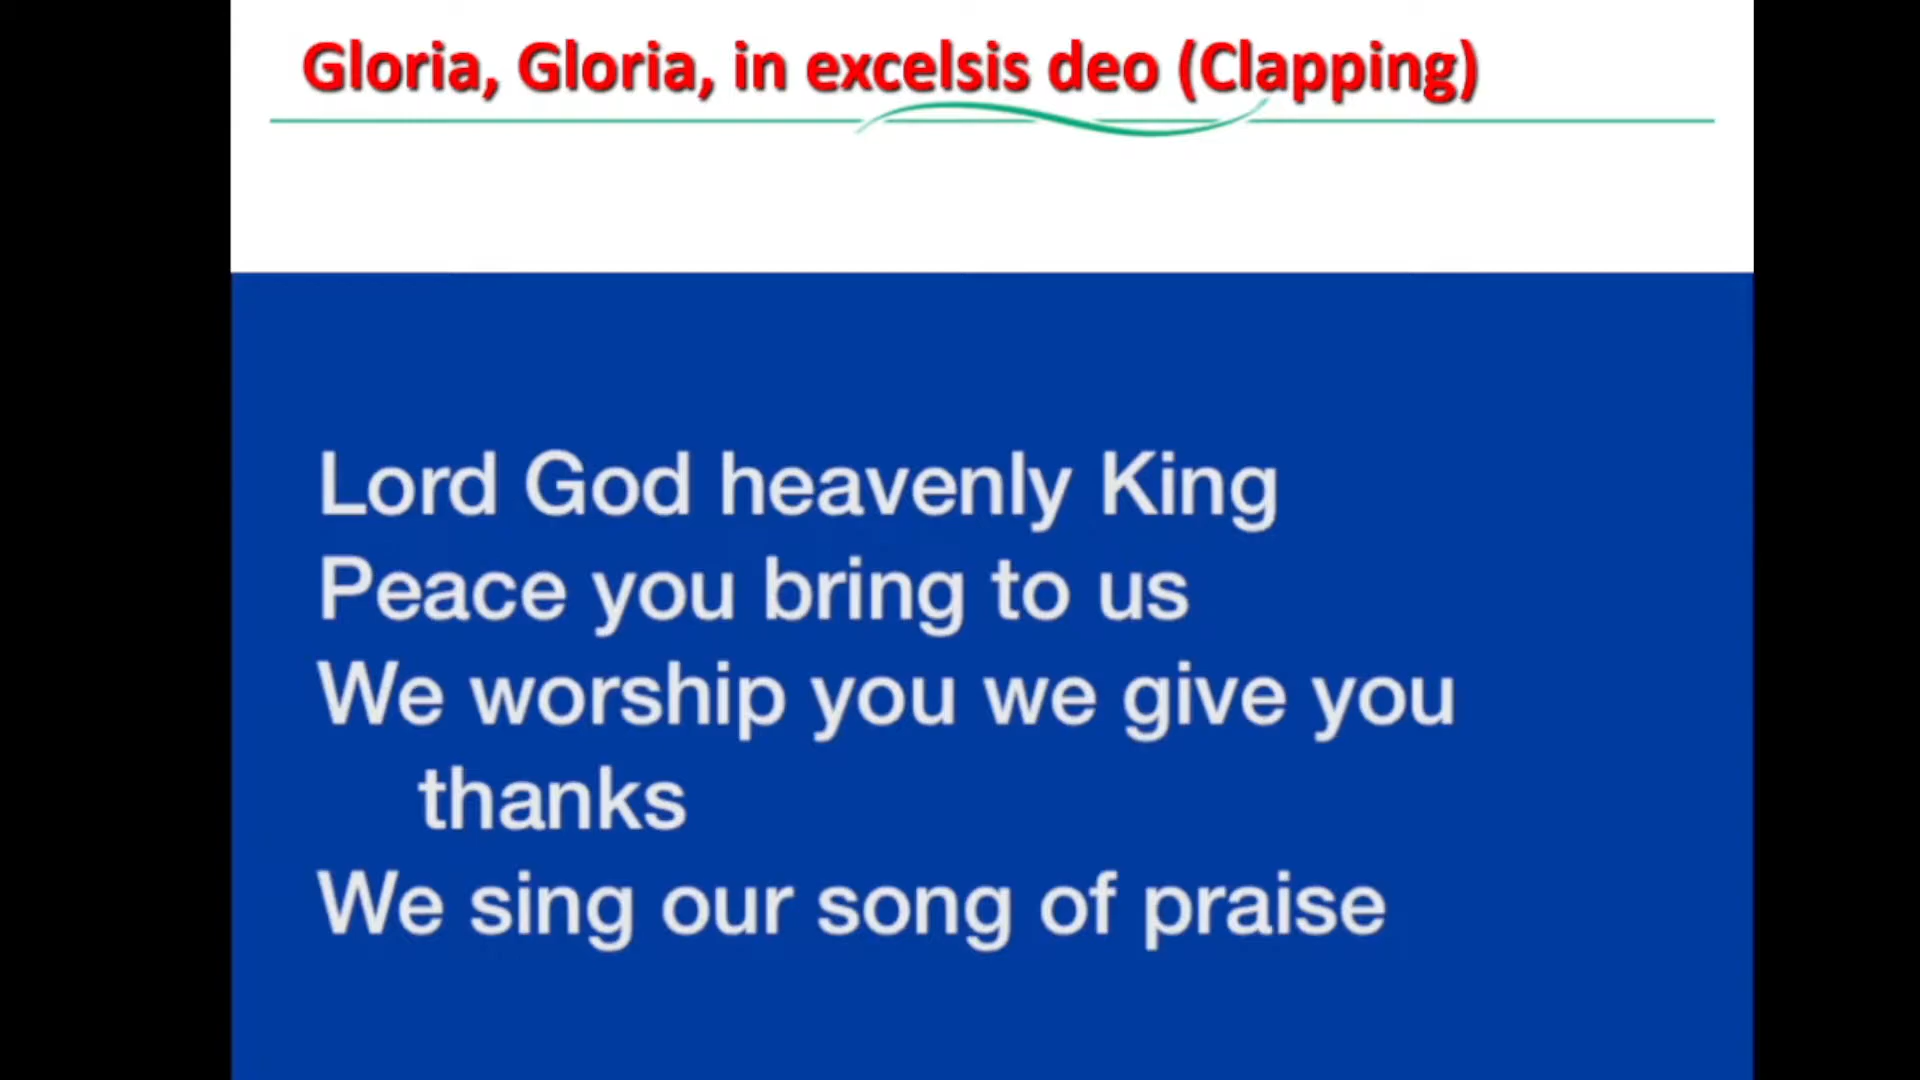 Gloria, Gloria, in excelsis deo (Clapping)
Lord God heavenly King
Peace you bring to us
We worship you we give you
thanks
We sing our song of praise